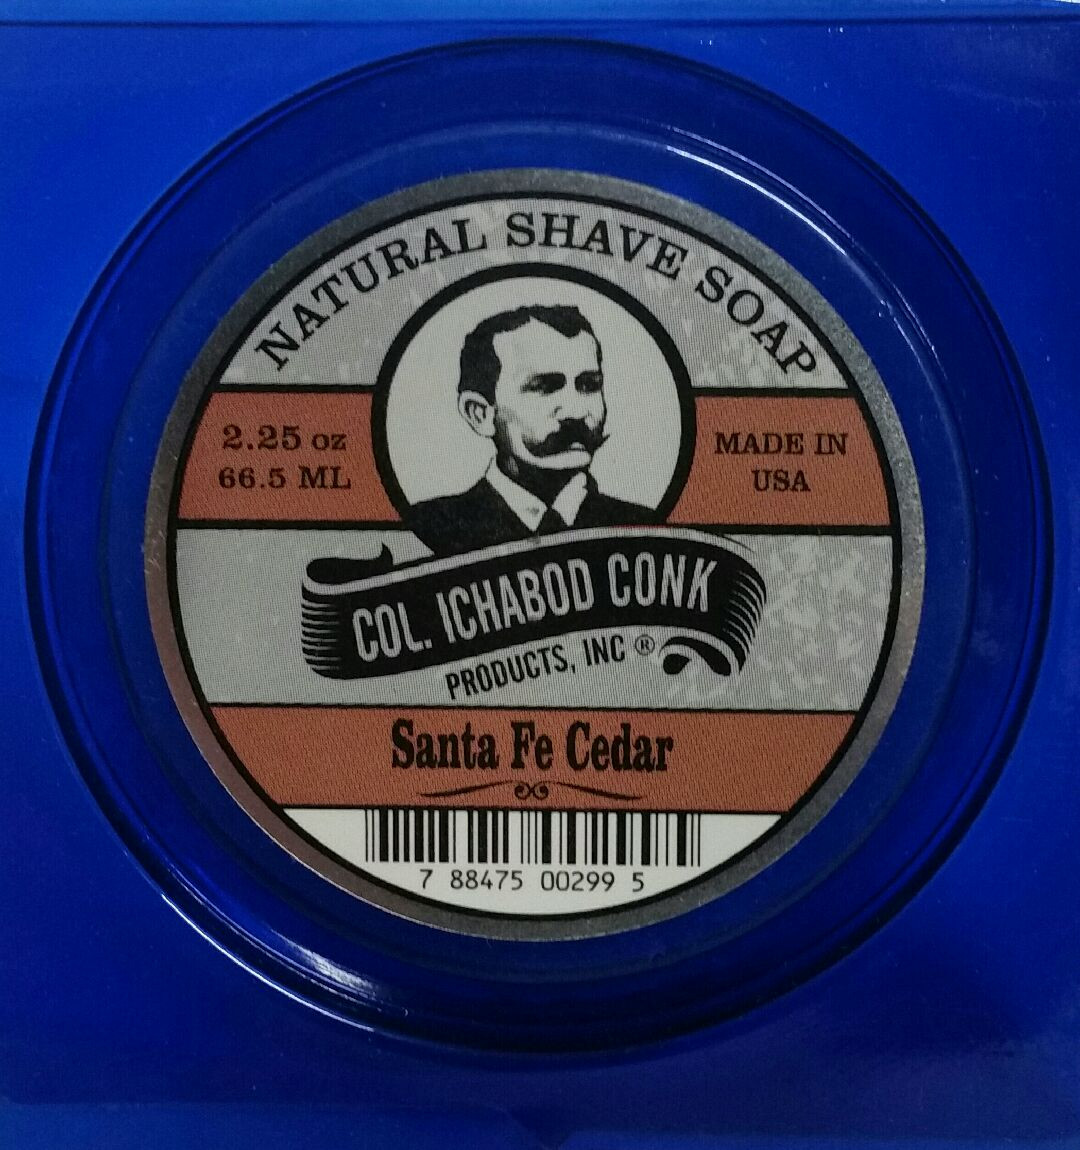 NATURAL SHAVE SOAP
2.25 oz
66.5 ML
MADE IN
USA
COL. ICHABOD CONK
PRODUCTS, INC ®
Santa Fe Cedar
7 88475 00299 5